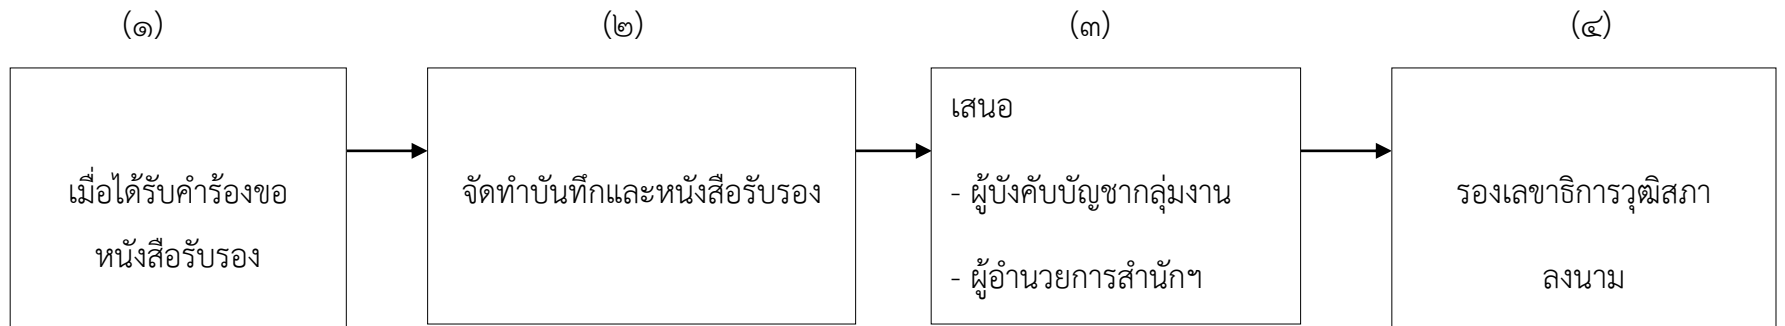 (๑)
(๒)
(๓)
(๔)
เมื่อได้รับคำร้องขอ
หนังสือรับรอง
จัดทำบันทึกและหนังสือรับรอง
เสนอ
- ผู้บังคับบัญชากลุ่มงาน
- ผู้อำนวยการสำนักฯ
รองเลขาธิการวุฒิสภา
ลงนาม